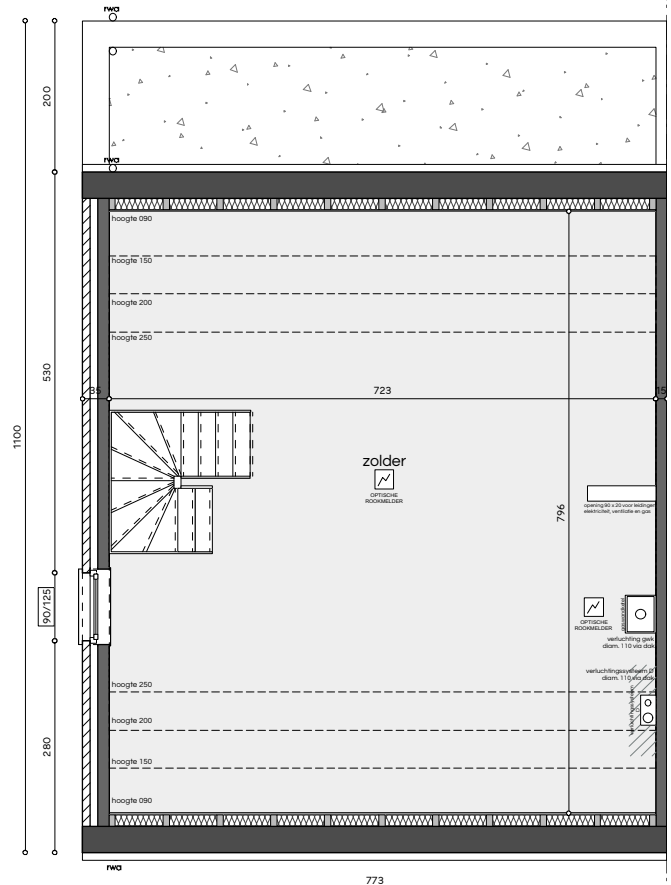 rwa
200
rwa
hoogte 090
hoogte 150
hoogte 200
hoogte 250
530
35
723
15
1100
zolder
OPTISCHE
ROOKMELDER
796
opening 90 x 20 voor leidingen
elektriciteit, ventilatie en gas
90/125
OPTISCHE
ROOKMELDER
verluchting gwk
diam. 110 via dak
verluchtingssysteem D
diam. 110 via dak
hoogte 250
hoogte 200
280
hoogte 150
hoogte 090
rwa
773